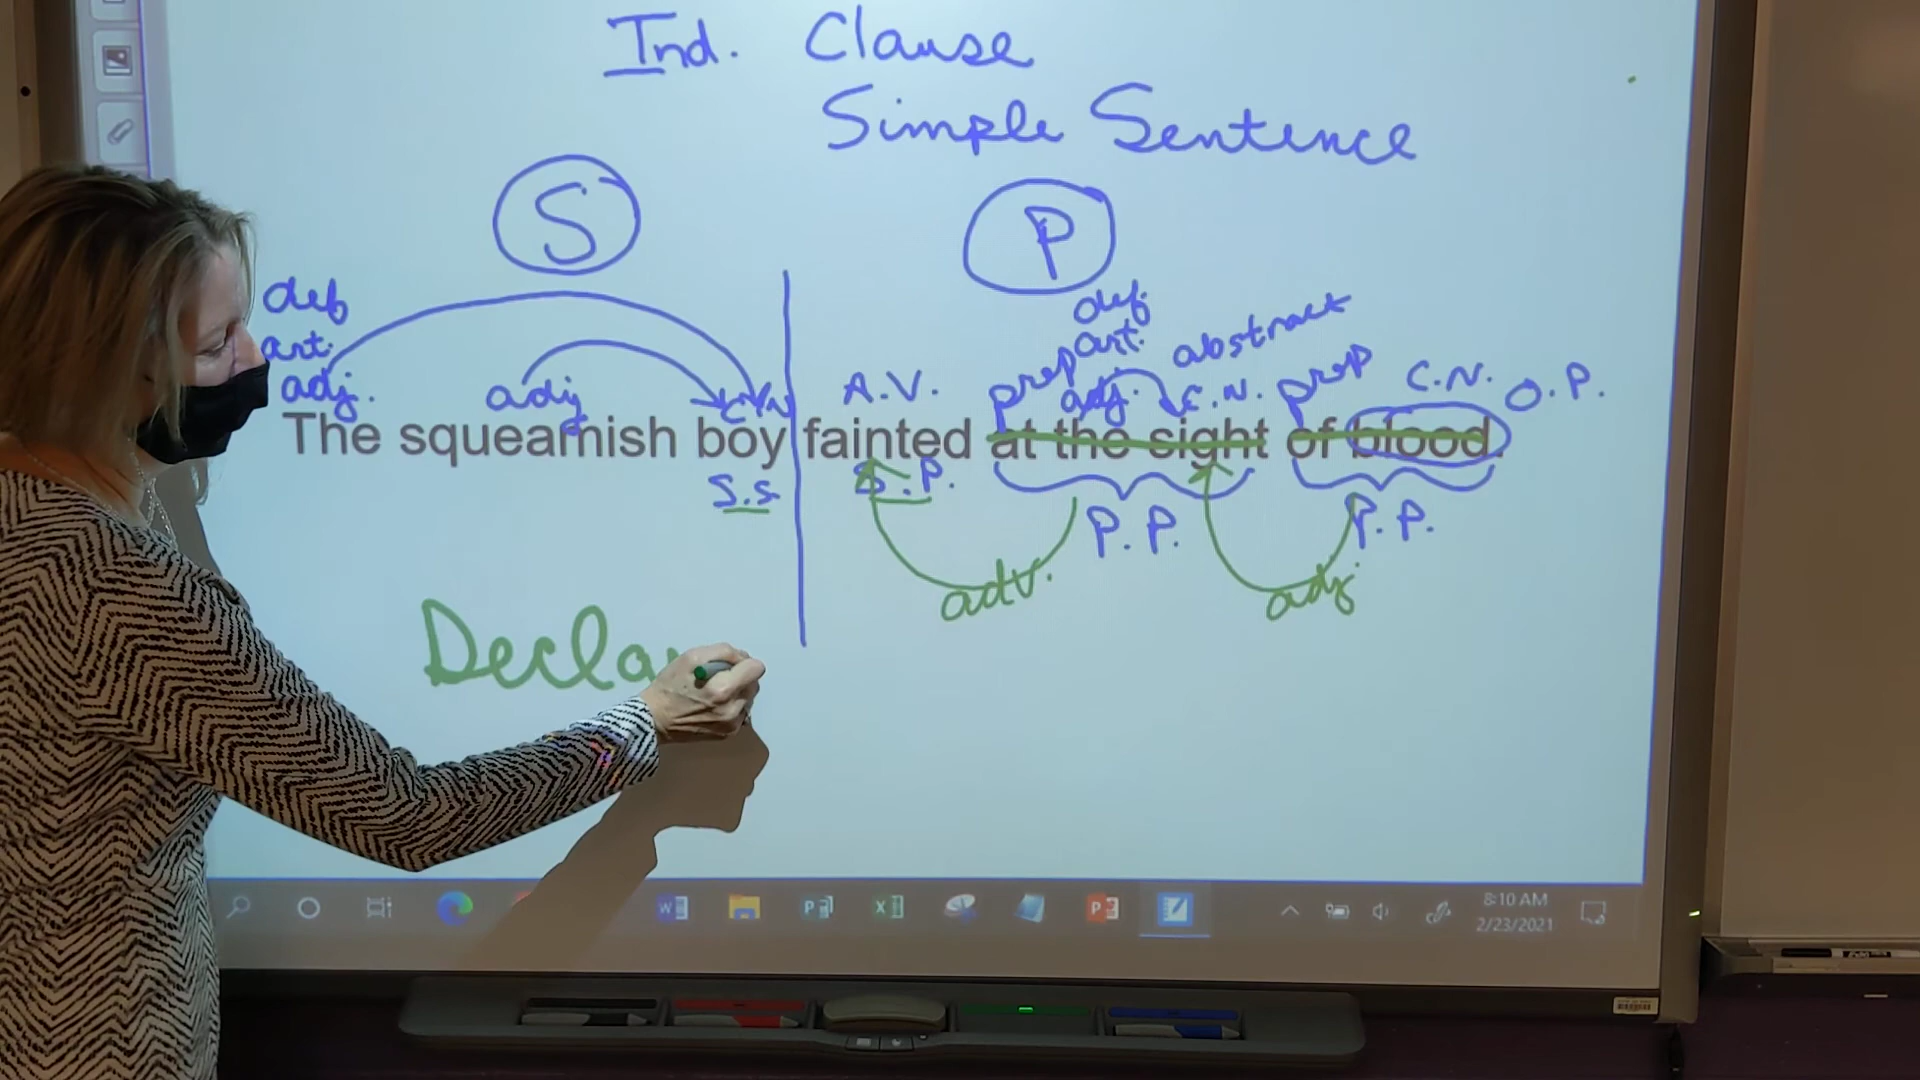 Ind. Clause
Simple Sentence
S P
def
art.
adj.
adj
C.N.
A.V.
prep
def.
art.
adj.
abstract
C.N.
prep
C.N.
O.P.
The squeamish boy fainted at the sight of blood.
S.S.
S.P.
P.P.
P.P.
adv.
adj
Decla
8:10 AM
2/23/2021